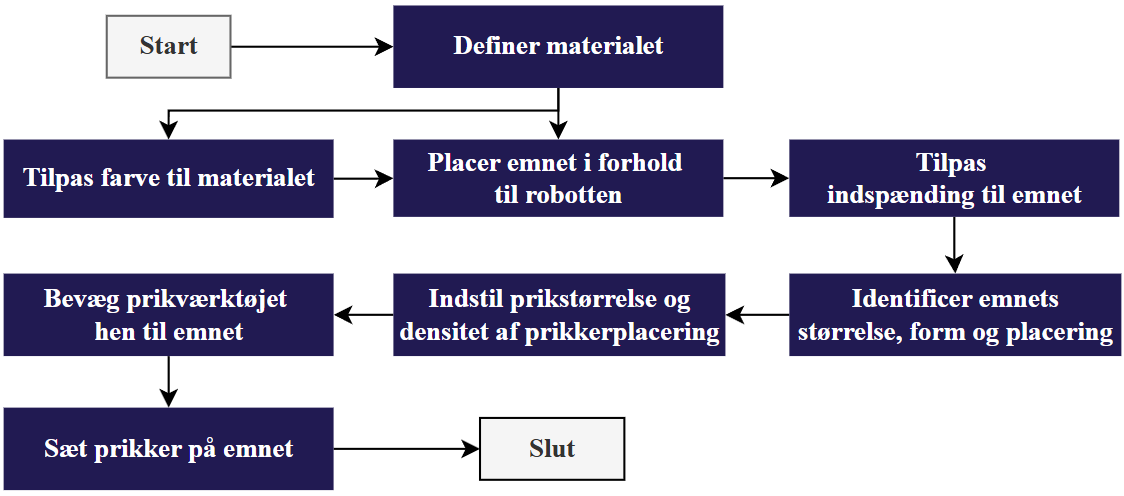 Start
Definer materialet
Tilpas farve til materialet
Placer emnet i forhold
til robotten
Tilpas
indspænding til emnet
Identificer emnets
størrelse, form og placering
Indstil prikstørrelse og
densitet af prikkerplacering
Bevæg prikværktøjet
hen til emnet
Sæt prikker på emnet
Slut